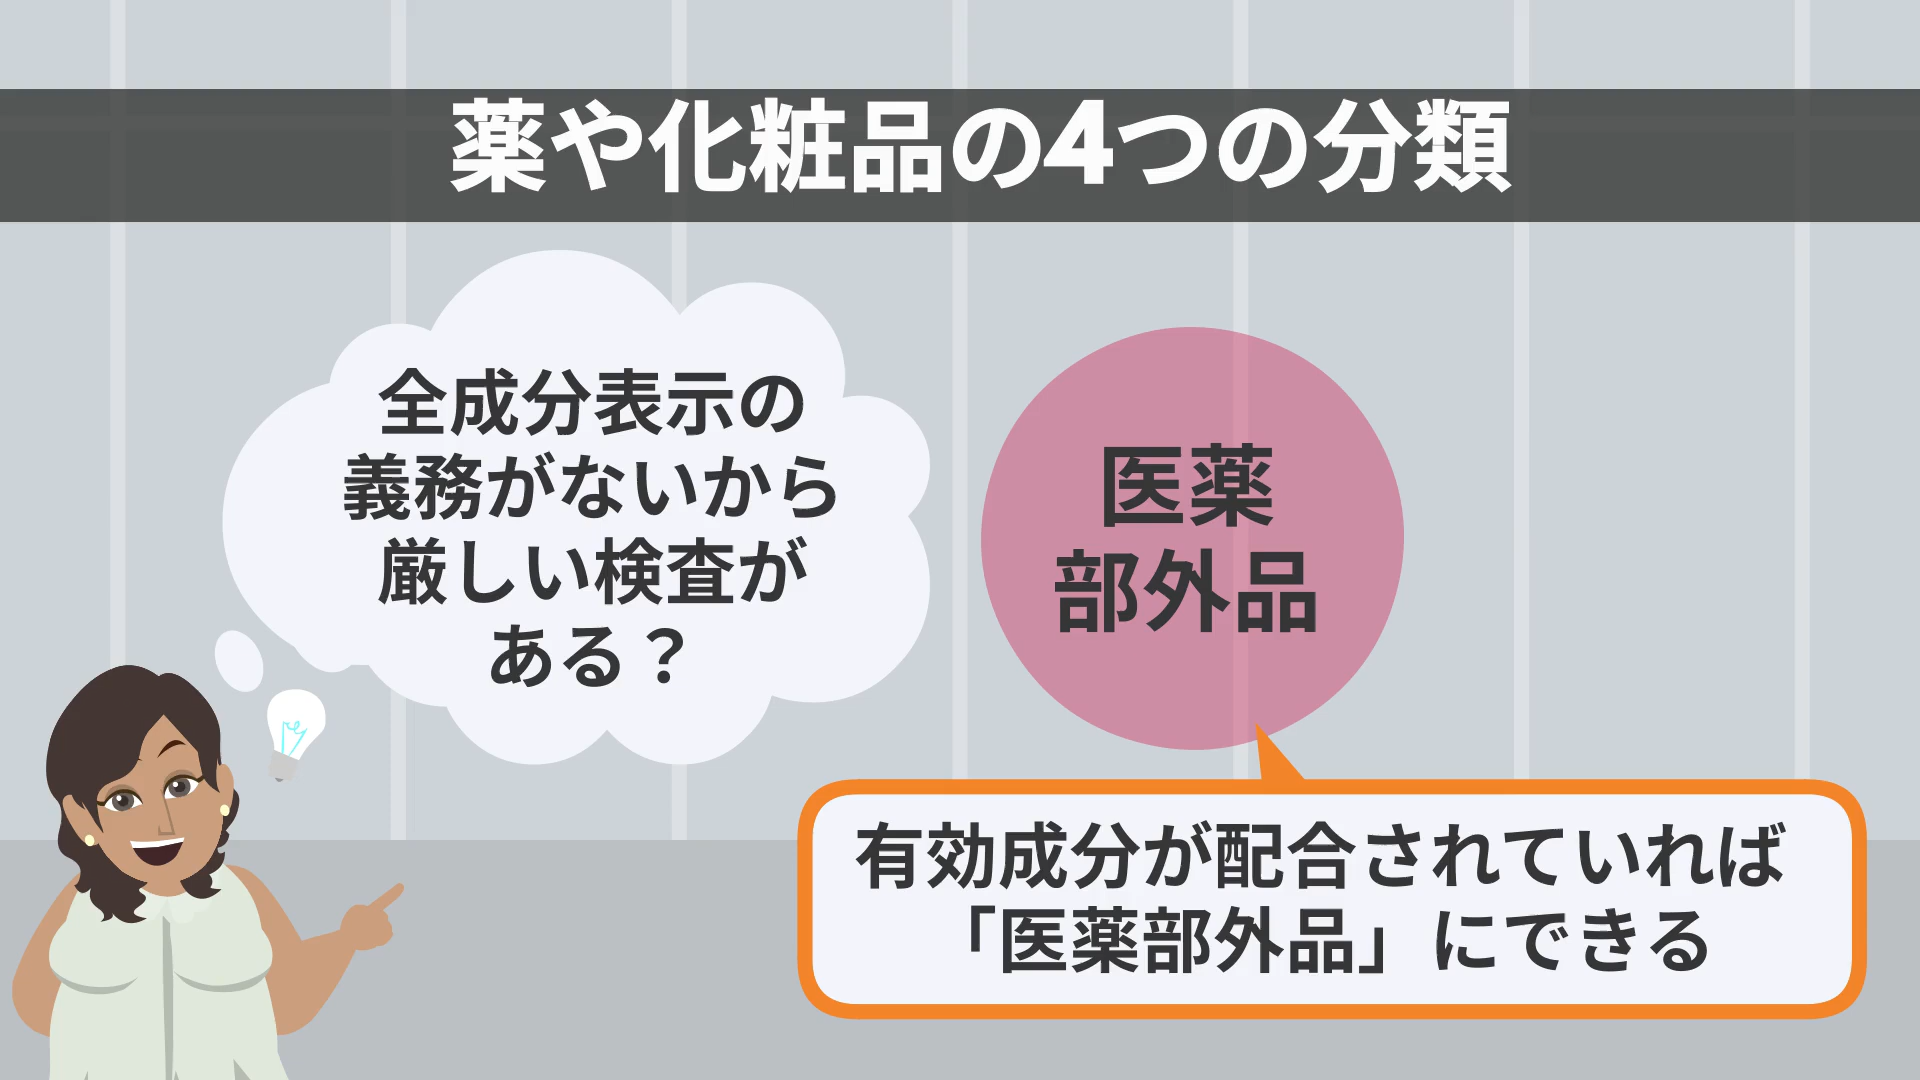 薬や化粧品の4つの分類
全成分表示の
義務がないから
厳しい検査が
ある？
医薬
部外品
有効成分が配合されていれば
「医薬部外品」にできる